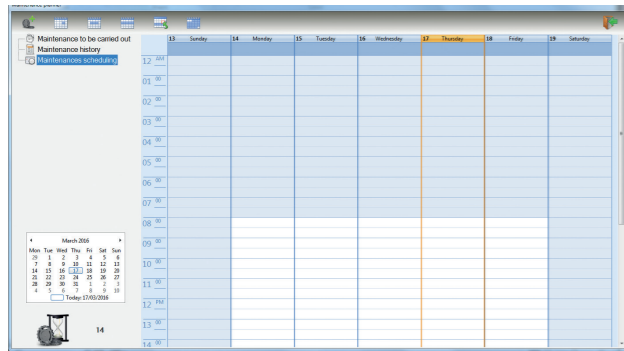 Maintenance planner
Maintenance to be carried out
Maintenance history
Maintenances scheduling
13 Sunday 14 Monday 15 Tuesday 16 Wednesday 17 Thursday 18 Friday 19 Saturday
12 AM
01 00
02 00
03 00
04 00
05 00
06 00
07 00
08 00
09 00
10 00
11 00
12 PM
13 00
14 00
March 2016
Mon Tue Wed Thu Fri Sat Sun
29 1 2 3 4 5 6
7 8 9 10 11 12 13
14 15 16 17 18 19 20
21 22 23 24 25 26 27
28 29 30 31 1 2 3
4 5 6 7 8 9 10
Today: 17/03/2016
14